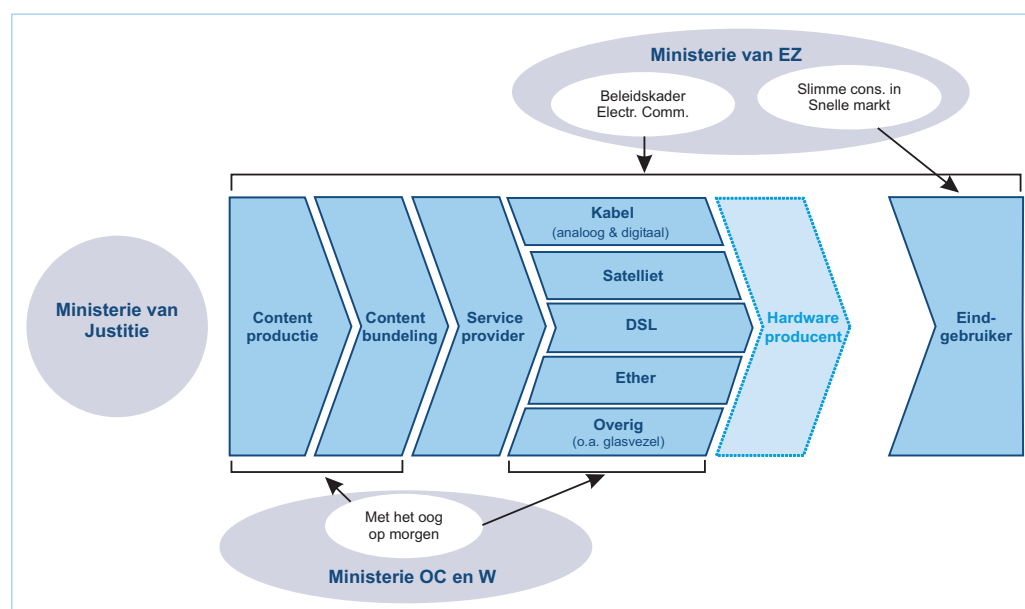 Ministerie van EZ
Beleidskader
Electr. Comm.
Slimme cons. in
Snelle markt
Ministerie van
Justitie
Content
productie
Content
bundeling
Service
provider
Kabel
(analoog & digitaal)
Satelliet
DSL
Ether
Overig
(o.a. glasvezel)
Hardware
producent
Eind-
gebruiker
Met het oog
op morgen
Ministerie OC en W